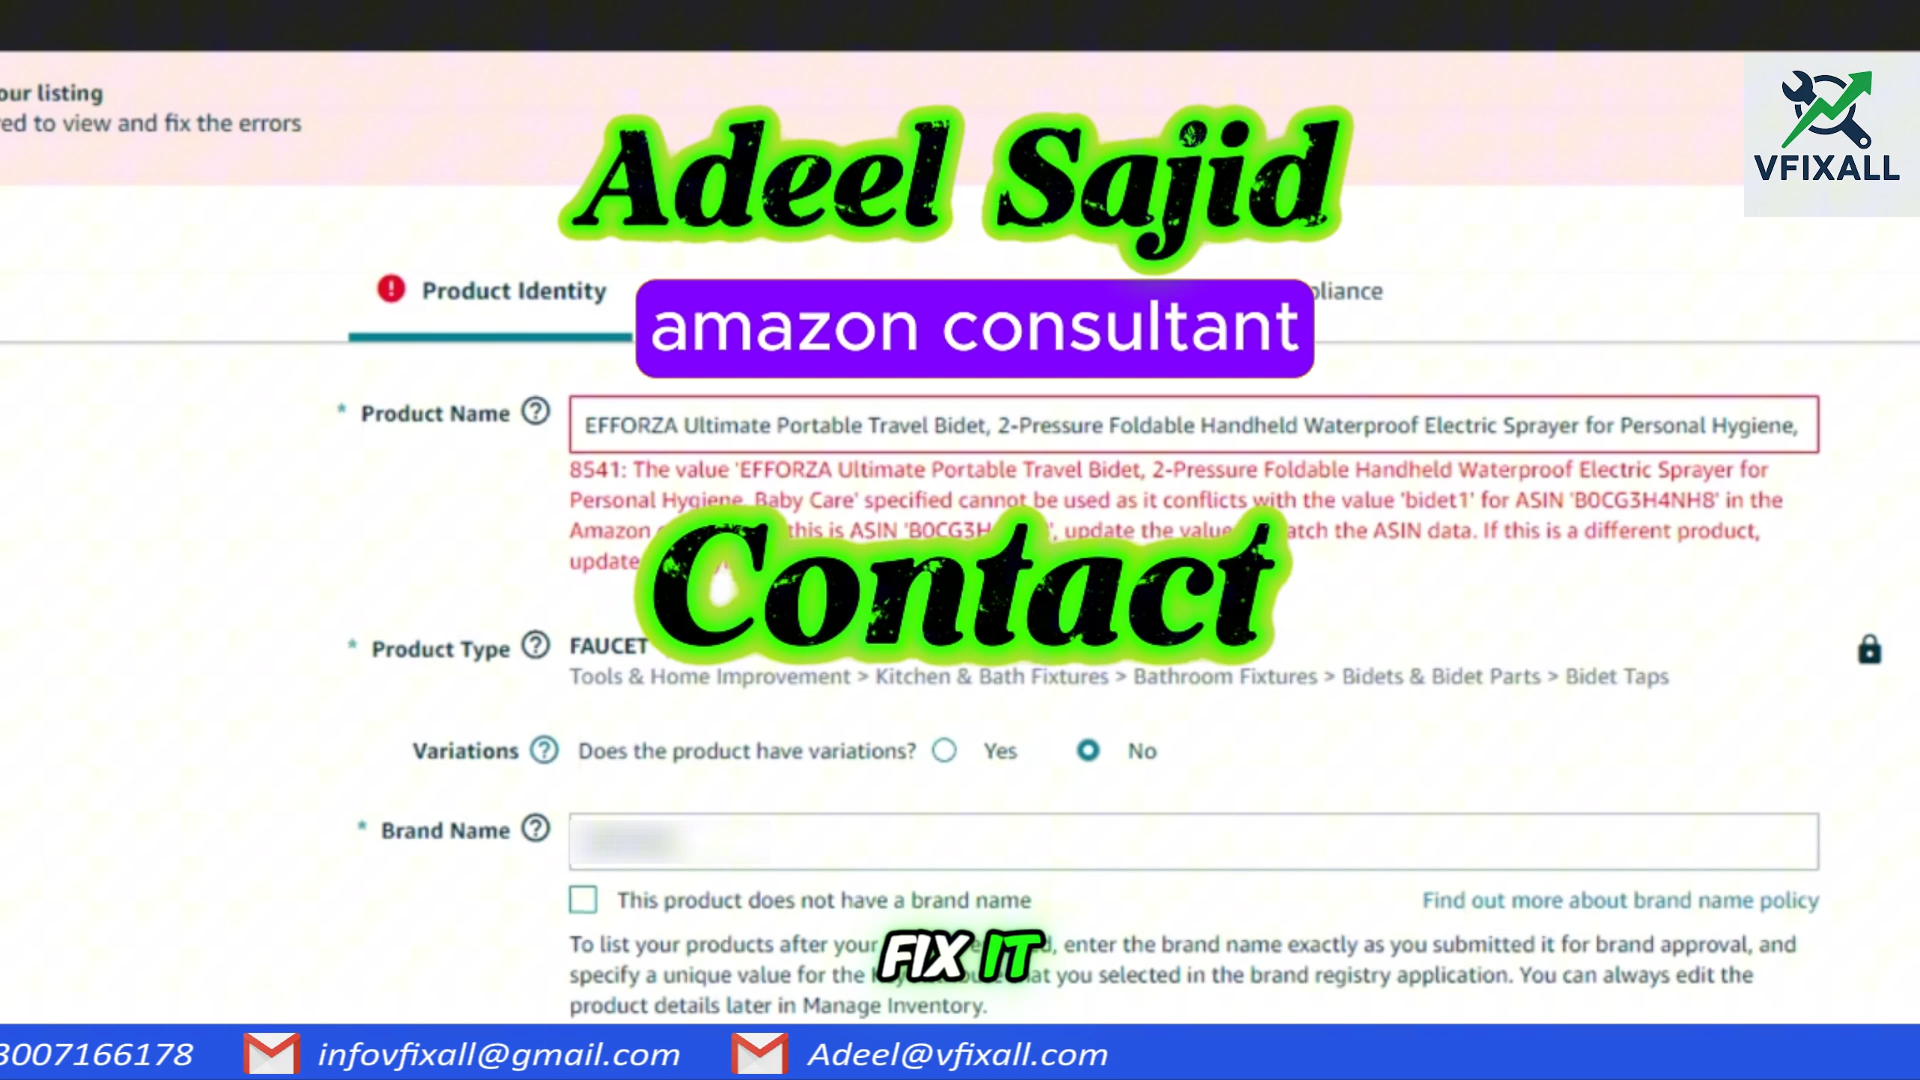 our listing
ed to view and fix the errors
VFIXALL
Adeel Sajid
Product Identity
pliance
amazon consultant
* Product Name
EFFORZA Ultimate Portable Travel Bidet, 2-Pressure Foldable Handheld Waterproof Electric Sprayer for Personal Hygiene,
8541: The value 'EFFORZA Ultimate Portable Travel Bidet, 2-Pressure Foldable Handheld Waterproof Electric Sprayer for
Personal Hygiene, Baby Care' specified cannot be used as it conflicts with the value 'bidet1' for ASIN 'B0CG3H4NH8' in the
Amazon this is ASIN 'B0CG3H ', update the value atch the ASIN data. If this is a different product,
update
Contact
* Product Type
FAUCET
Tools & Home Improvement > Kitchen & Bath Fixtures > Bathroom Fixtures > Bidets & Bidet Parts > Bidet Taps
Variations
Does the product have variations? Yes No
* Brand Name
This product does not have a brand name
Find out more about brand name policy
To list your products after your , enter the brand name exactly as you submitted it for brand approval, and
FIX IT
specify a unique value for the at you selected in the brand registry application. You can always edit the
product details later in Manage Inventory.
3007166178 infovfixall@gmail.com Adeel@vfixall.com